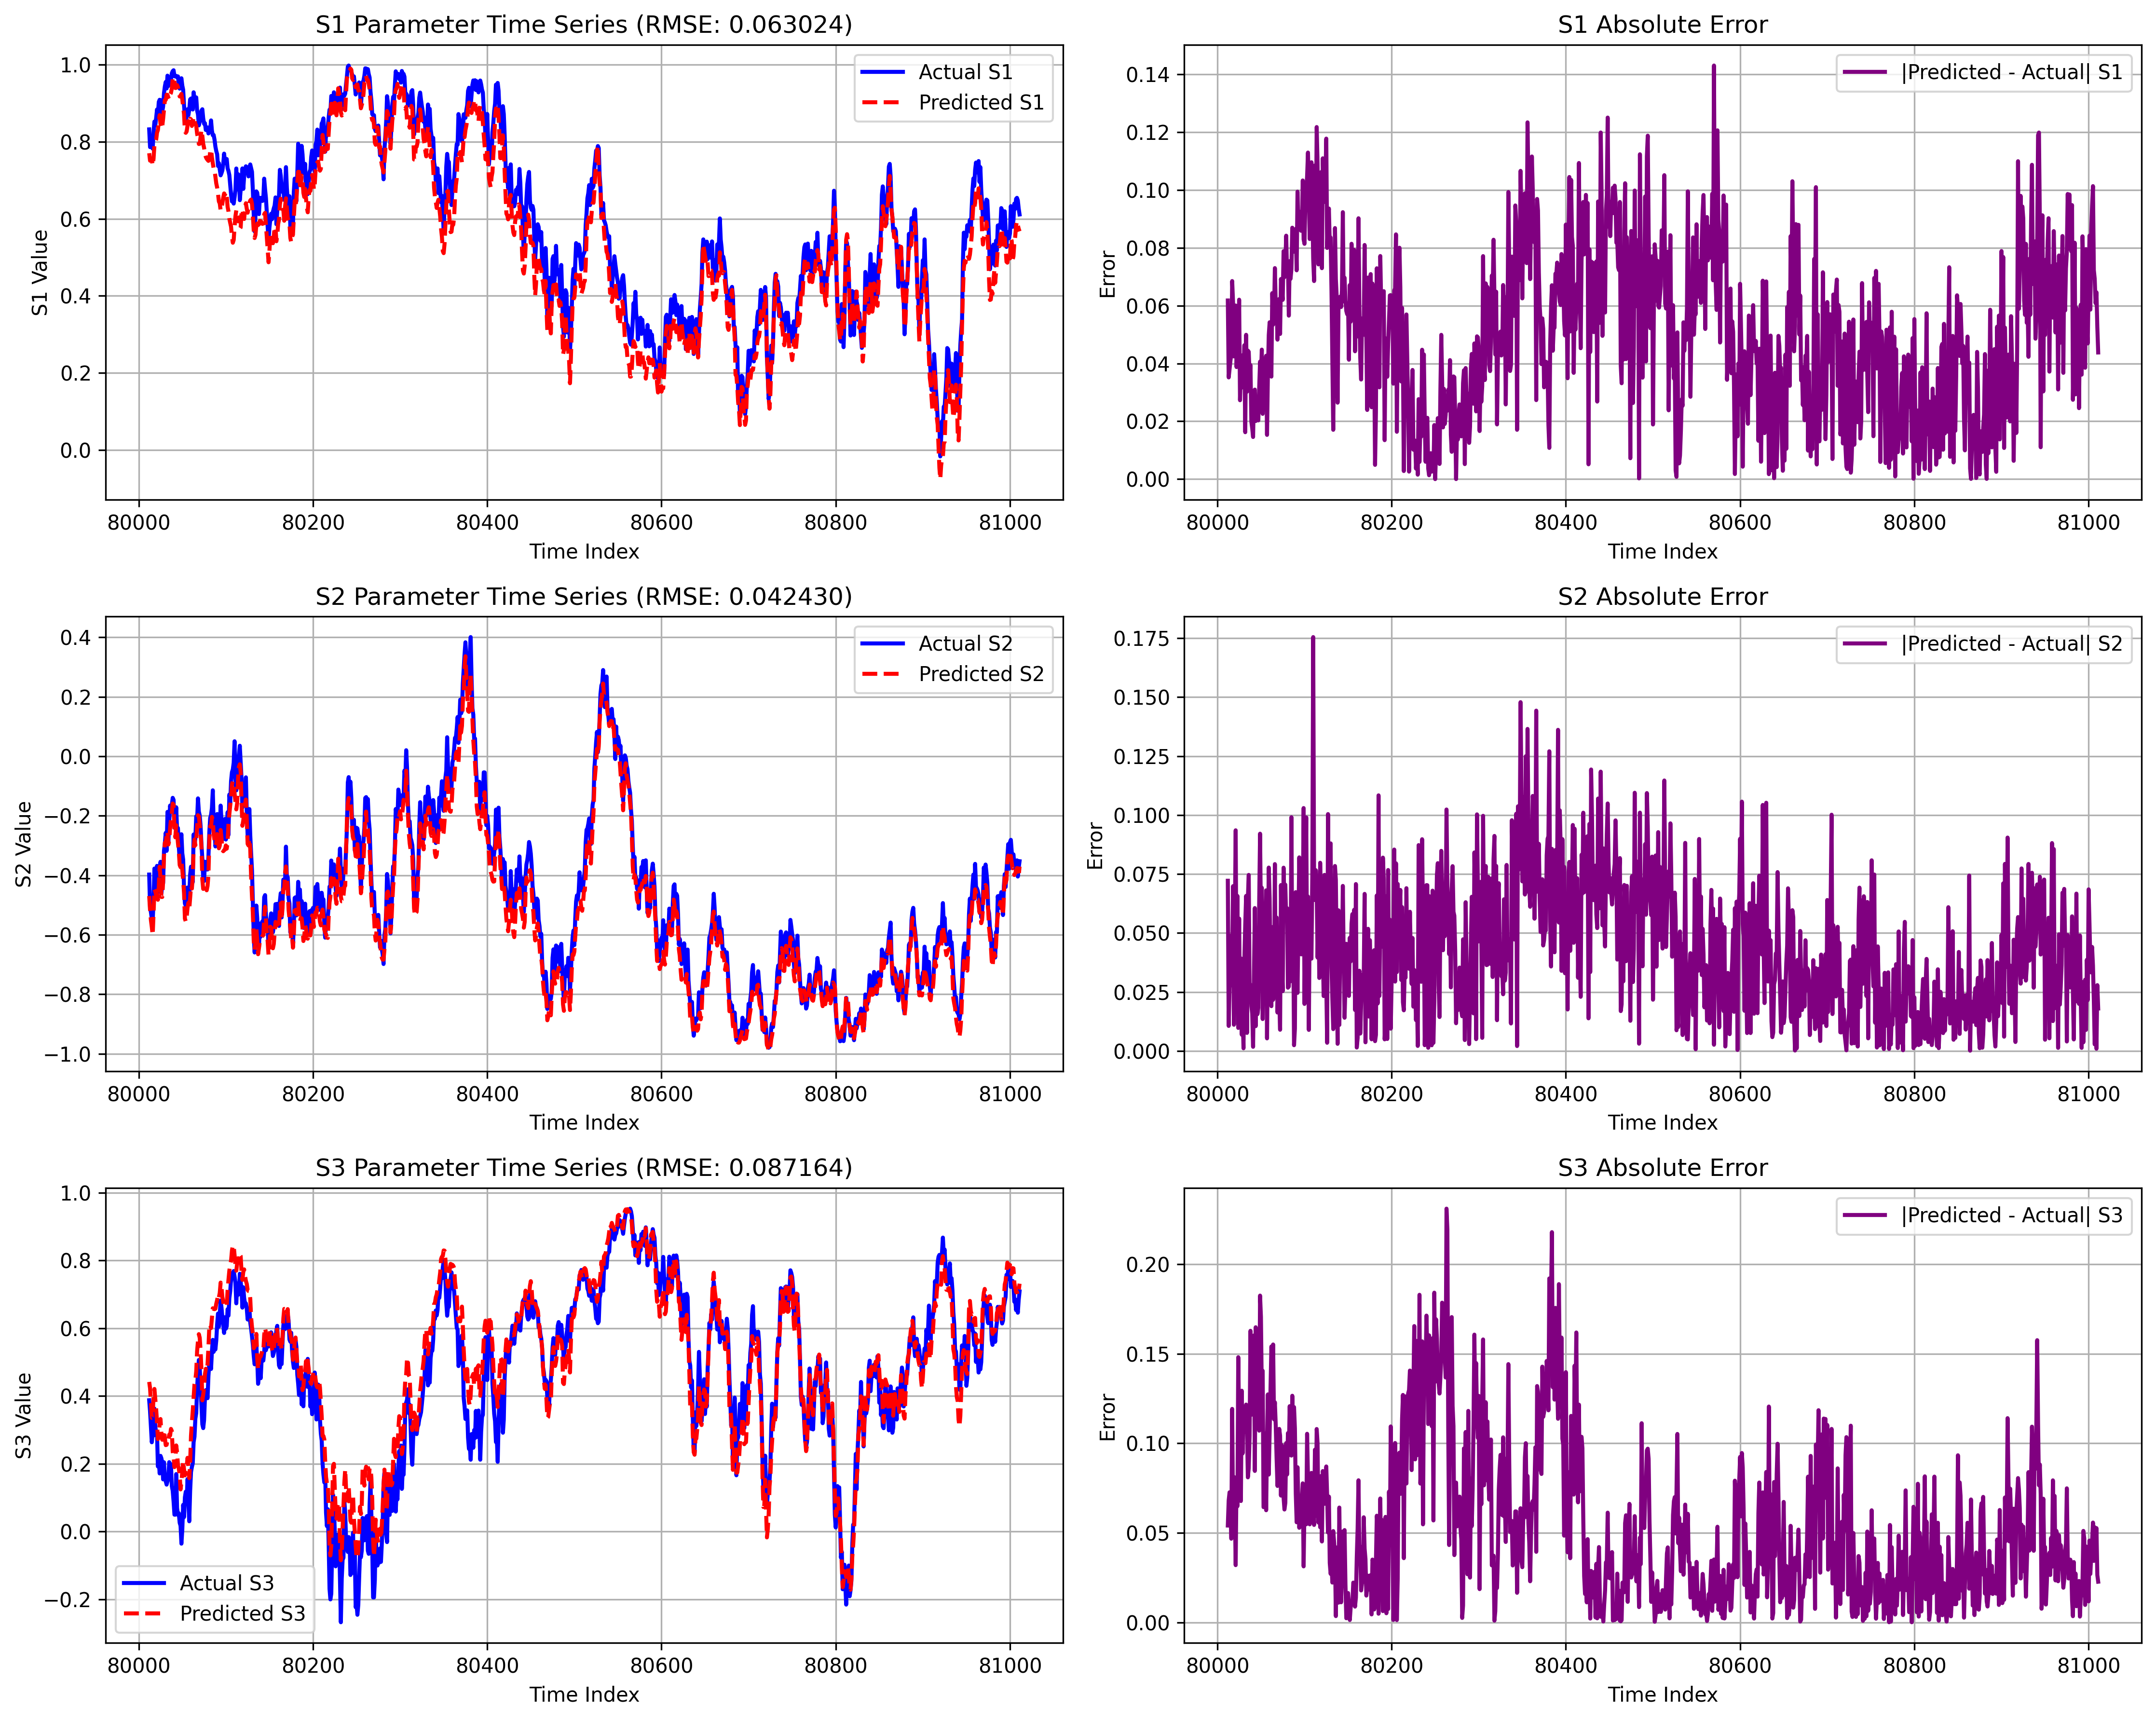 S1 Parameter Time Series (RMSE: 0.063024)
1.0
0.8
0.6
0.4
0.2
0.0
S1 Value
Actual S1
Predicted S1
80000 80200 80400 80600 80800 81000
Time Index
S1 Absolute Error
0.14
0.12
0.10
0.08
0.06
0.04
0.02
0.00
Error
|Predicted - Actual| S1
80000 80200 80400 80600 80800 81000
Time Index
S2 Parameter Time Series (RMSE: 0.042430)
0.4
0.2
0.0
−0.2
−0.4
−0.6
−0.8
−1.0
S2 Value
Actual S2
Predicted S2
80000 80200 80400 80600 80800 81000
Time Index
S2 Absolute Error
0.175
0.150
0.125
0.100
0.075
0.050
0.025
0.000
Error
|Predicted - Actual| S2
80000 80200 80400 80600 80800 81000
Time Index
S3 Parameter Time Series (RMSE: 0.087164)
1.0
0.8
0.6
0.4
0.2
0.0
−0.2
S3 Value
Actual S3
Predicted S3
80000 80200 80400 80600 80800 81000
Time Index
S3 Absolute Error
0.20
0.15
0.10
0.05
0.00
Error
|Predicted - Actual| S3
80000 80200 80400 80600 80800 81000
Time Index